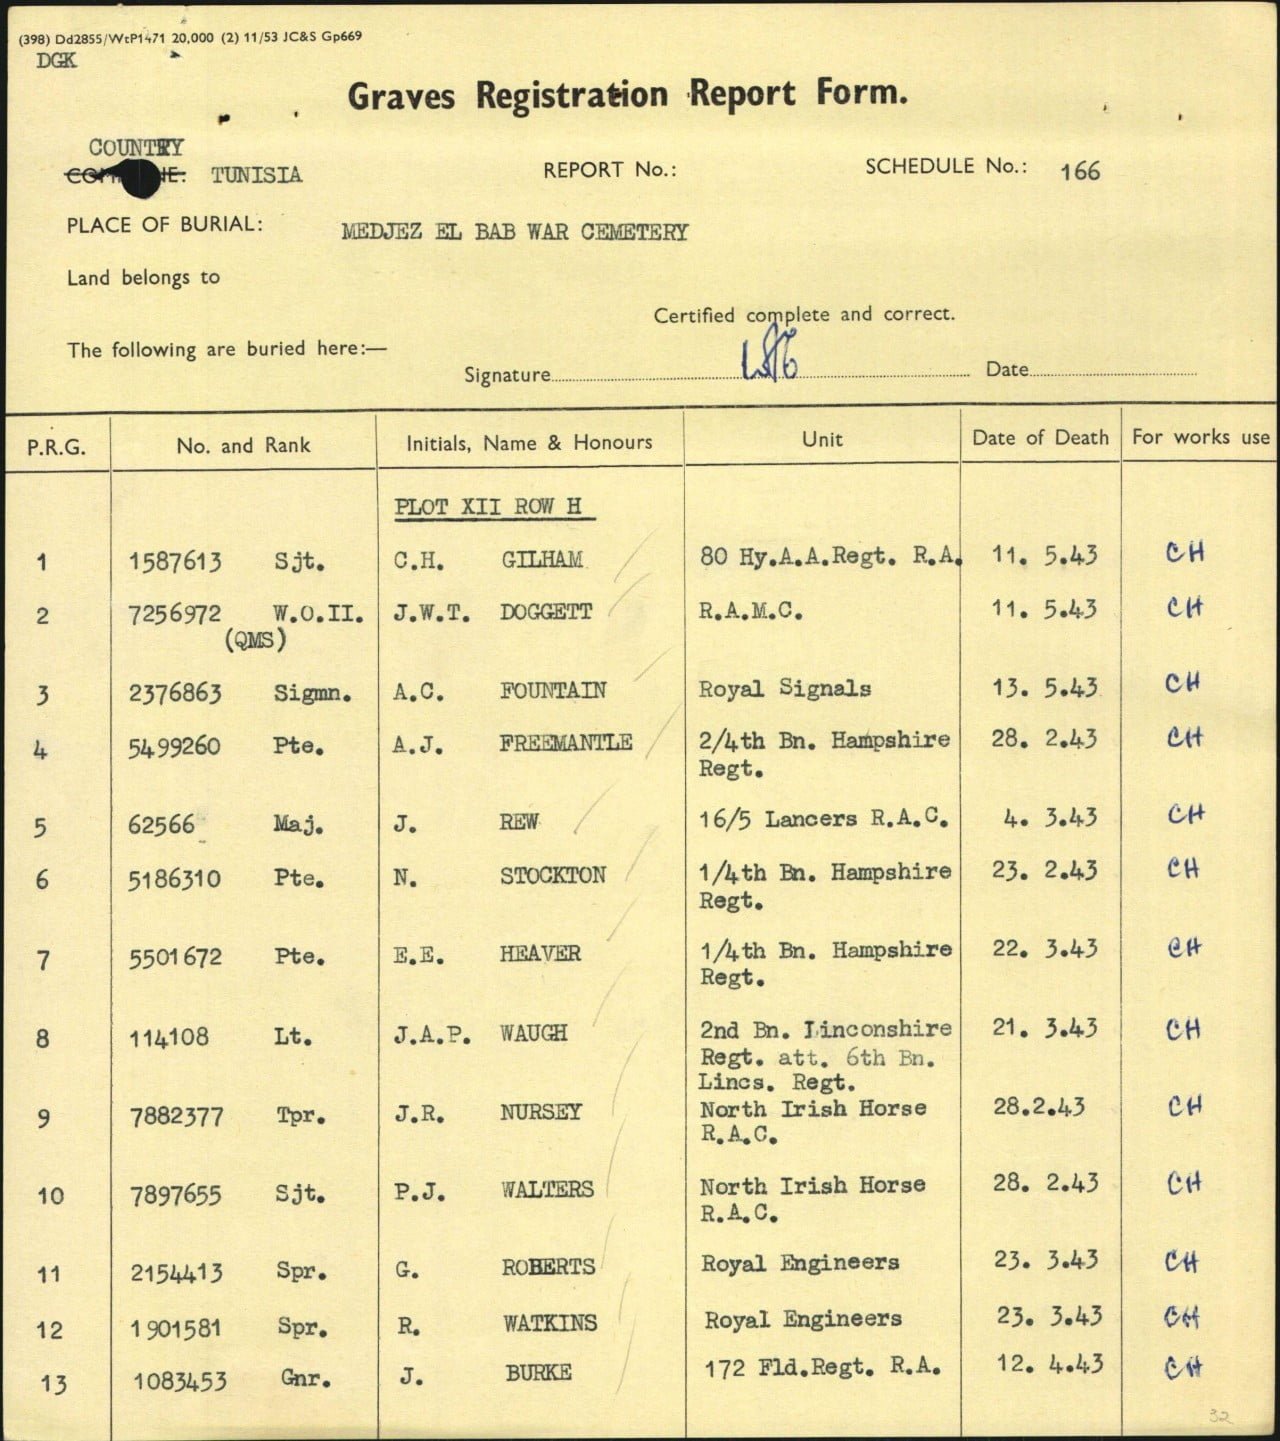 (398) Dd2855/WtP1471 20,000 (2) 11/53 JC&S Gp669
DGK
Graves Registration Report Form.
COUNTRY
TUNISIA
REPORT No.:
SCHEDULE No.: 166
PLACE OF BURIAL: MEDJEZ EL BAB WAR CEMETERY
Land belongs to
Certified complete and correct.
The following are buried here:—
Signature
Date
P.R.G. No. and Rank Initials, Name & Honours Unit Date of Death For works use
PLOT XII ROW H
1 1587613 Sjt. C.H. GILHAM 80 Hy.A.A.Regt. R.A. 11. 5.43 CH
2 7256972 W.O.II. J.W.T. DOGGETT R.A.M.C. 11. 5.43 CH
(QMS)
3 2376863 Sigmn. A.C. FOUNTAIN Royal Signals 13. 5.43 CH
4 5499260 Pte. A.J. FREEMANTLE 2/4th Bn. Hampshire 28. 2.43 CH
Regt.
5 62566 Maj. J. REW 16/5 Lancers R.A.C. 4. 3.43 CH
6 5186310 Pte. N. STOCKTON 1/4th Bn. Hampshire 23. 2.43 CH
Regt.
7 5501672 Pte. E.E. HEAVER 1/4th Bn. Hampshire 22. 3.43 CH
Regt.
8 114108 Lt. J.A.P. WAUGH 2nd Bn. Linconshire 21. 3.43 CH
Regt. att. 6th Bn.
Lincs. Regt.
9 7882377 Tpr. J.R. NURSEY North Irish Horse 28.2.43 CH
R.A.C.
10 7897655 Sjt. P.J. WALTERS North Irish Horse 28. 2.43 CH
R.A.C.
11 2154413 Spr. G. ROBERTS Royal Engineers 23. 3.43 CH
12 1901581 Spr. R. WATKINS Royal Engineers 23. 3.43 CH
13 1083453 Gnr. J. BURKE 172 Fld.Regt. R.A. 12. 4.43 CH
32